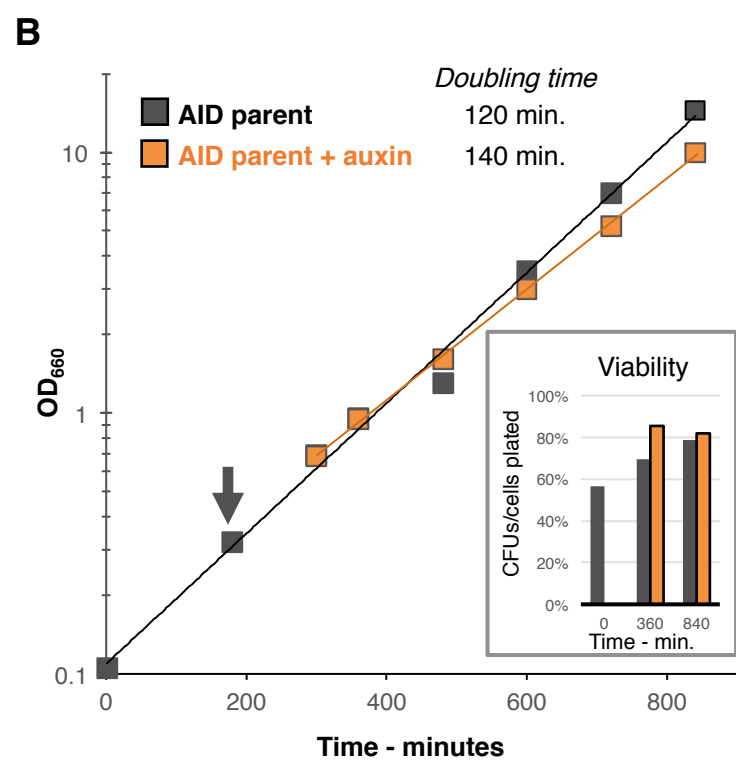 B
Doubling time
AID parent 120 min.
AID parent + auxin 140 min.
10
1
0.1
OD660
0 200 400 600 800
Time - minutes
Viability
100%
80%
60%
40%
20%
0%
CFUs/cells plated
0 360 840
Time - min.